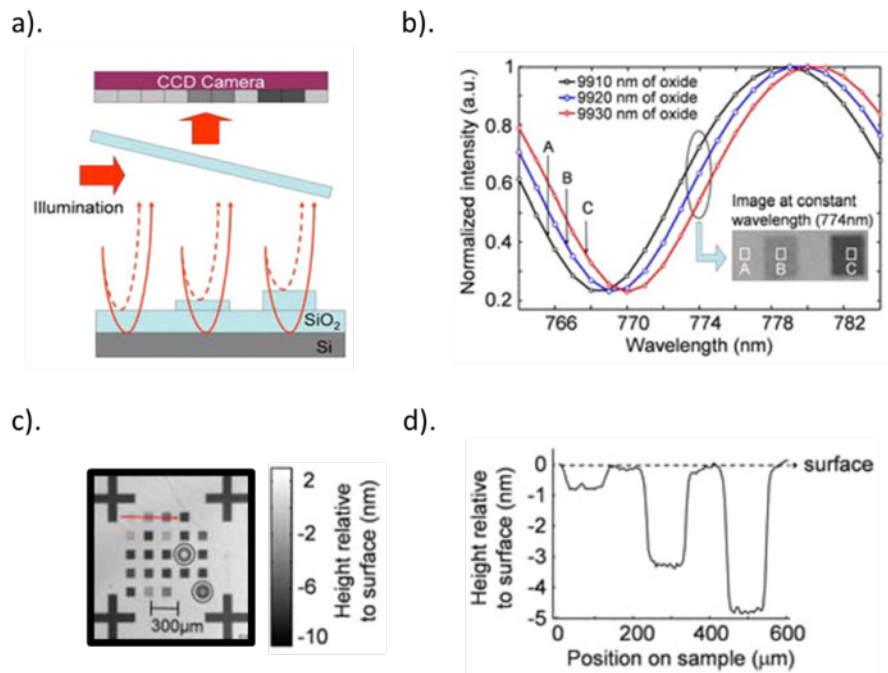 a).
CCD Camera
Illumination
SiO2
Si
b).
Normalized intensity (a.u.)
1
0.8
0.6
0.4
0.2
9910 nm of oxide
9920 nm of oxide
9930 nm of oxide
A
B
C
Image at constant
wavelength (774nm)
A
B
C
766
770
774
778
782
Wavelength (nm)
c).
300μm
2
-2
-6
-10
Height relative
to surface (nm)
d).
Height relative
to surface (nm)
0
-1
-2
-3
-4
-5
surface
0
200
400
600
Position on sample (μm)